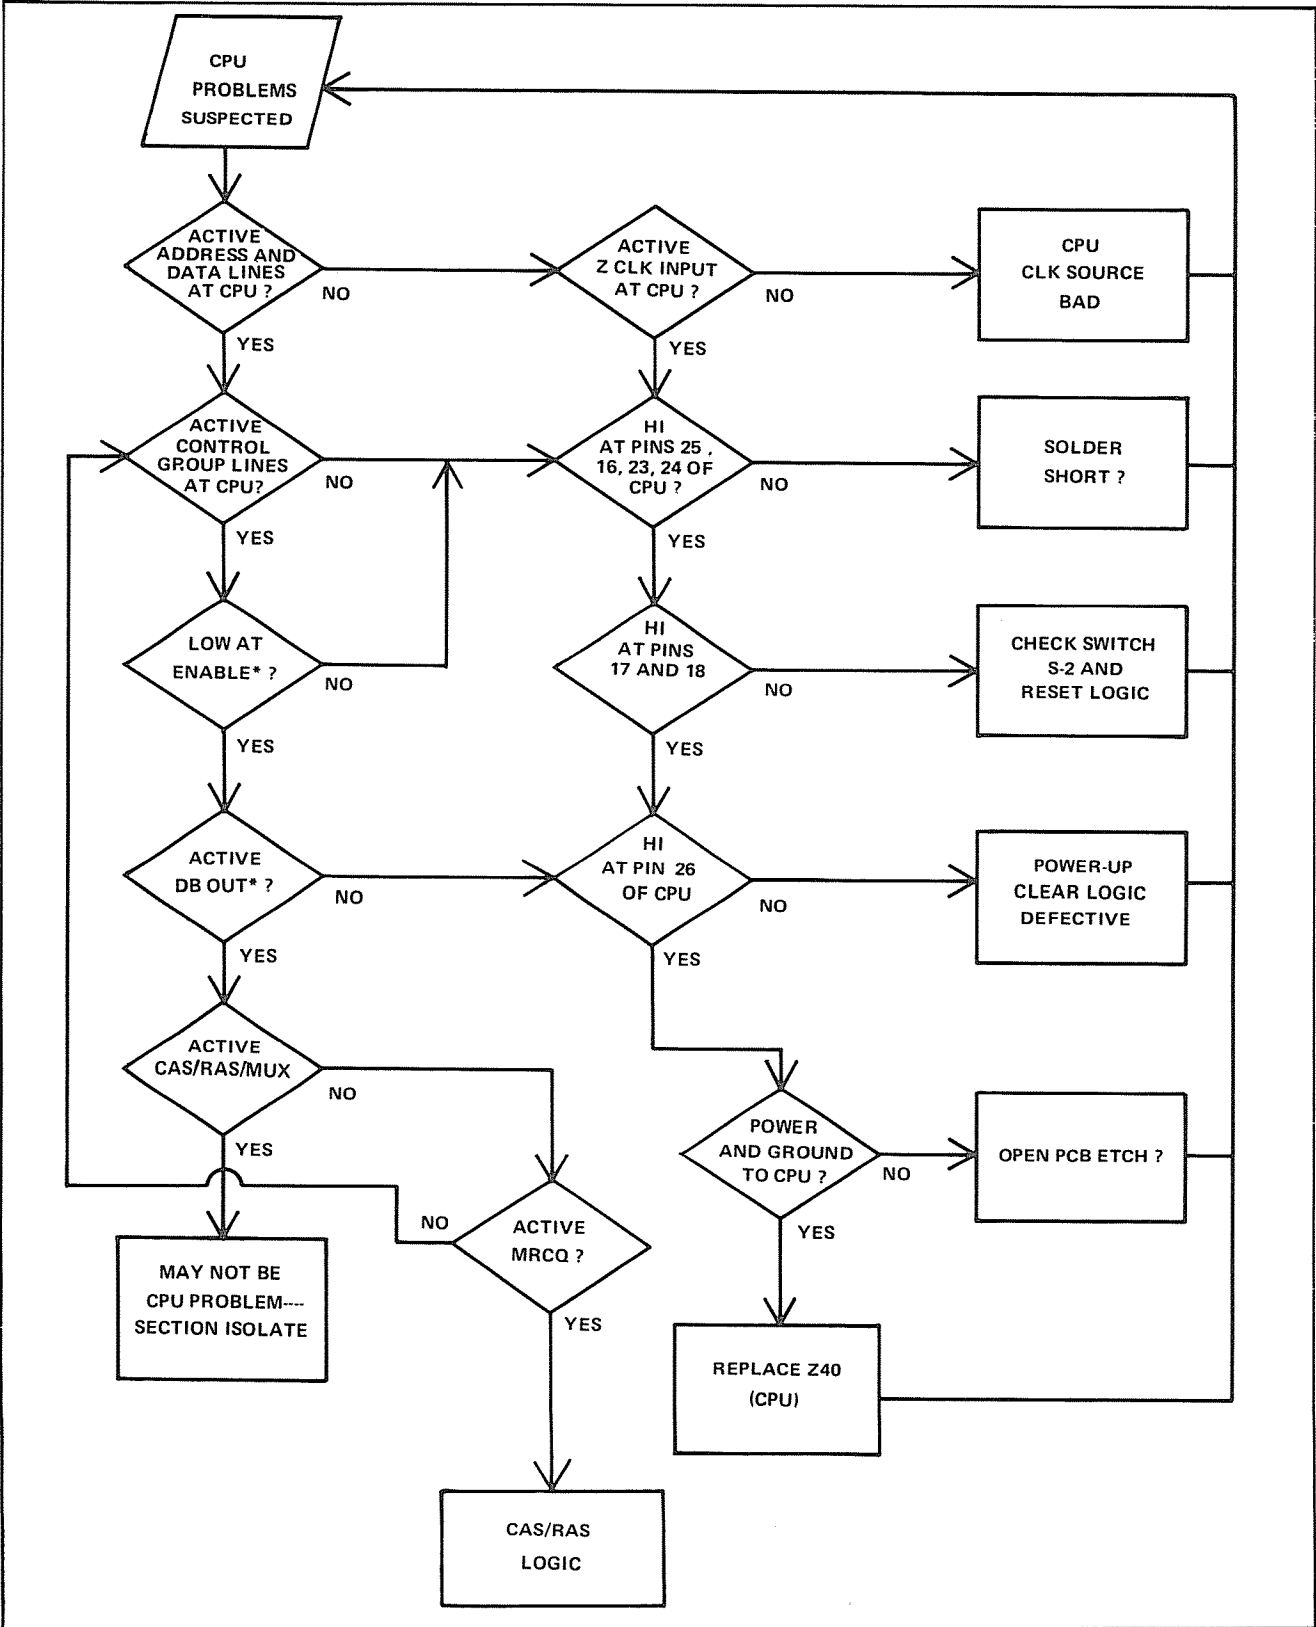 CPU
PROBLEMS
SUSPECTED
ACTIVE
ADDRESS AND
DATA LINES
AT CPU ?
NO
YES
ACTIVE
Z CLK INPUT
AT CPU ?
NO
YES
CPU
CLK SOURCE
BAD
ACTIVE
CONTROL
GROUP LINES
AT CPU?
NO
YES
HI
AT PINS 25 ,
16, 23, 24 OF
CPU ?
NO
YES
SOLDER
SHORT ?
LOW AT
ENABLE* ?
NO
YES
HI
AT PINS
17 AND 18
NO
YES
CHECK SWITCH
S-2 AND
RESET LOGIC
ACTIVE
DB OUT* ?
NO
YES
HI
AT PIN 26
OF CPU
NO
YES
POWER-UP
CLEAR LOGIC
DEFECTIVE
ACTIVE
CAS/RAS/MUX
NO
YES
POWER
AND GROUND
TO CPU ?
NO
YES
OPEN PCB ETCH ?
NO
ACTIVE
MRCQ ?
YES
MAY NOT BE
CPU PROBLEM----
SECTION ISOLATE
REPLACE Z40
(CPU)
CAS/RAS
LOGIC